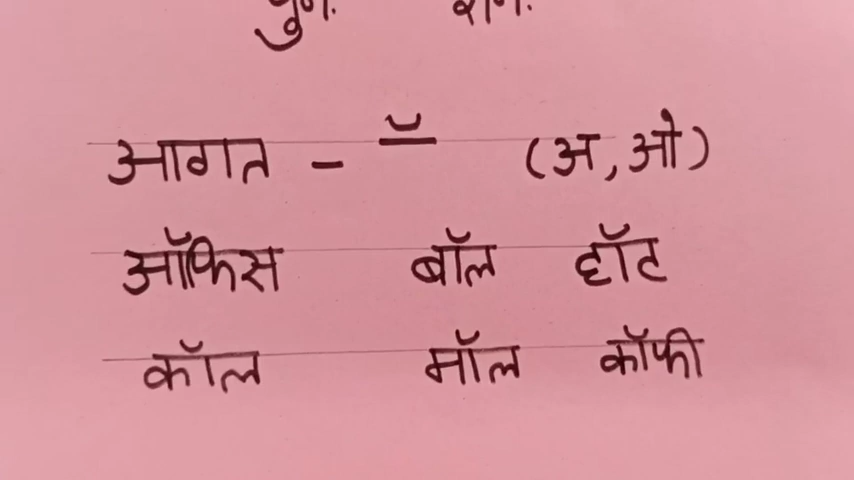 आगत - ॅ (अ, ओ)
ऑफिस बॉल हॉट
कॉल मॉल कॉफी